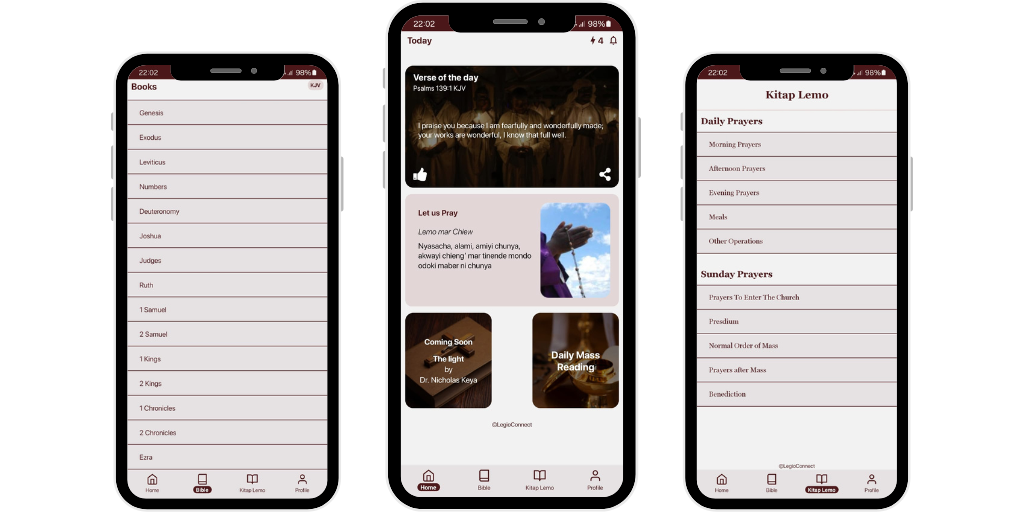 22:02
98%
Books
KJV
Genesis
Exodus
Leviticus
Numbers
Deuteronomy
Joshua
Judges
Ruth
1 Samuel
2 Samuel
1 Kings
2 Kings
1 Chronicles
2 Chronicles
Ezra
Home
Bible
Kitap Lemo
Profile
22:02
98%
Today
4
Verse of the day
Psalms 139:1 KJV
I praise you because I am fearfully and wonderfully made;
your works are wonderful, I know that full well.
Let us Pray
Lemo mar Chiew
Nyasacha, alami, amiyi chunya,
akwayi chieng' mar tinende mondo
odoki maber ni chunya
Coming Soon
The light
by
Dr. Nicholas Keya
Daily Mass
Reading
@LegioConnect
Home
Bible
Kitap Lemo
Profile
22:02
98%
Kitap Lemo
Daily Prayers
Morning Prayers
Afternoon Prayers
Evening Prayers
Meals
Other Operations
Sunday Prayers
Prayers To Enter The Church
Presdium
Normal Order of Mass
Prayers after Mass
Benediction
@LegioConnect
Home
Bible
Kitap Lemo
Profile